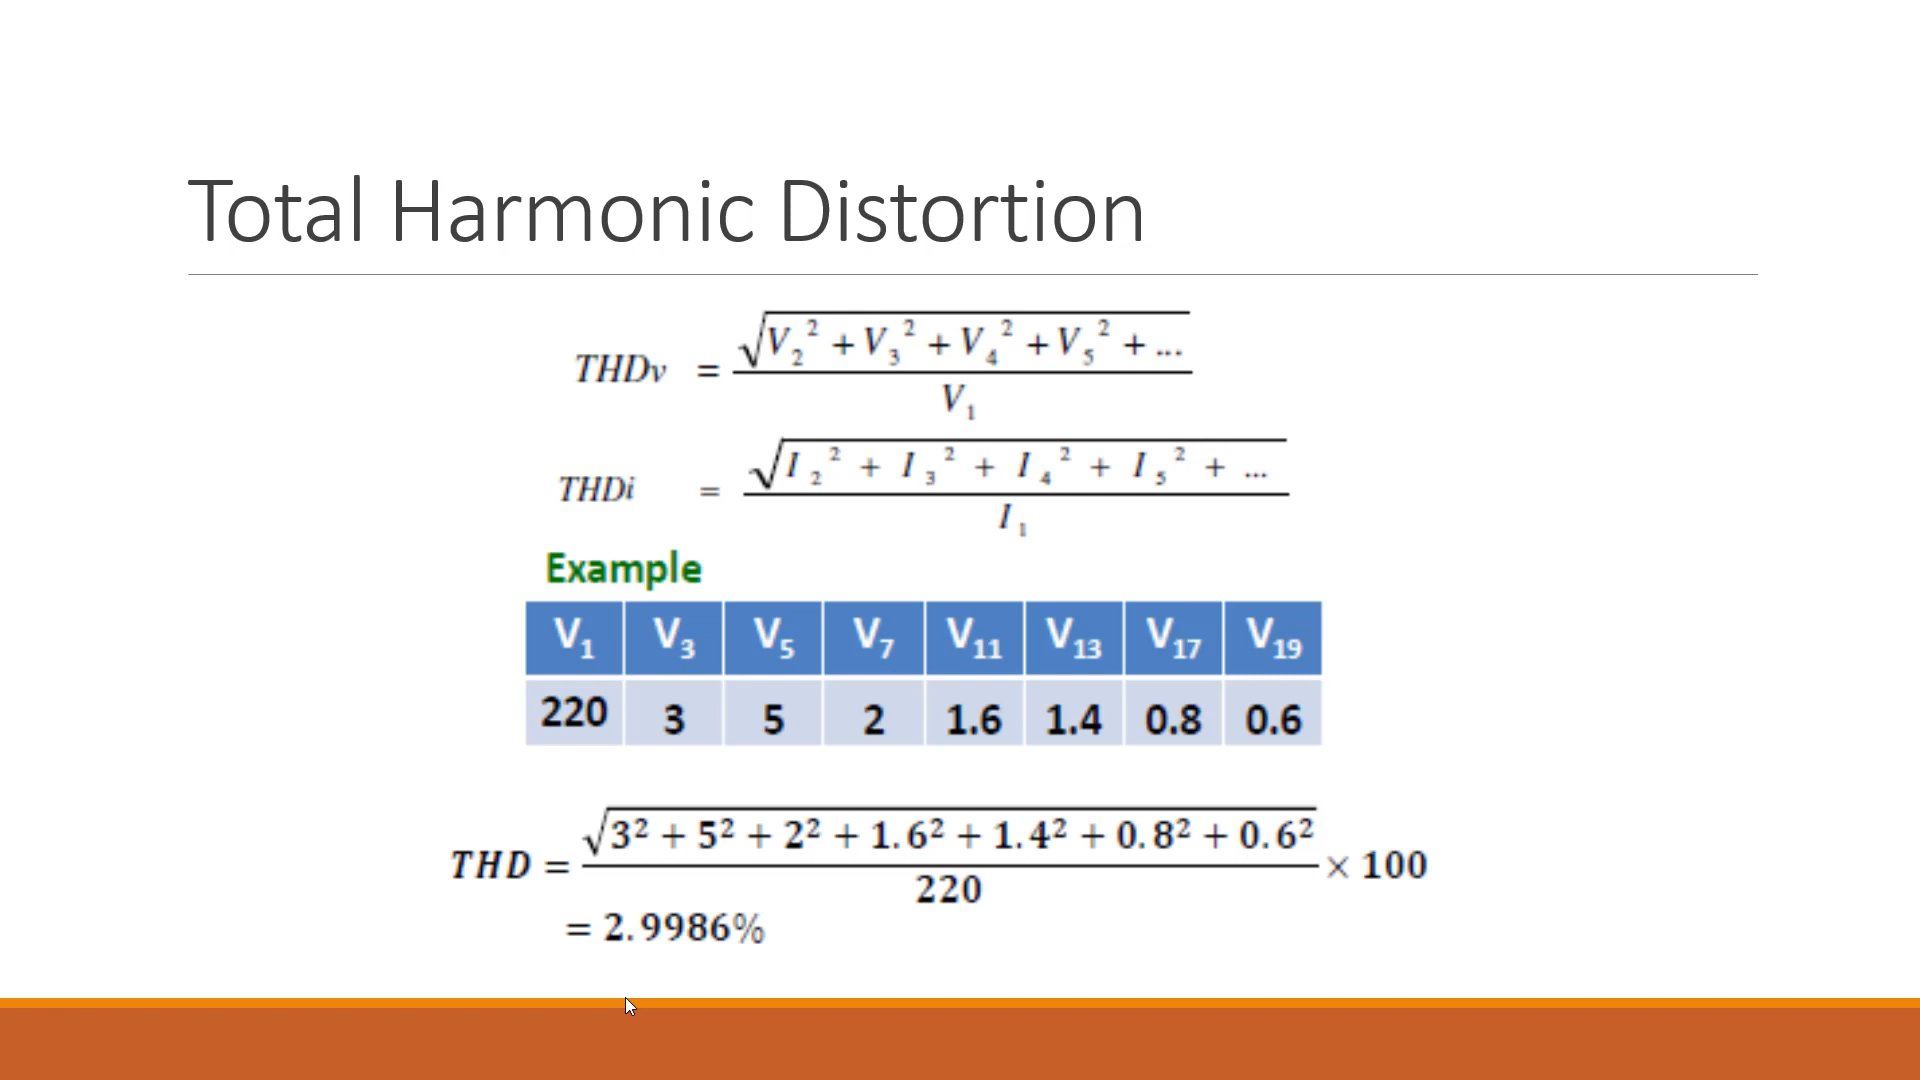 Total Harmonic Distortion
THDv = √(V₂² + V₃² + V₄² + V₅² + ...) / V₁
THDi = √(I₂² + I₃² + I₄² + I₅² + ...) / I₁
Example
V₁ V₃ V₅ V₇ V₁₁ V₁₃ V₁₇ V₁₉
220 3 5 2 1.6 1.4 0.8 0.6
THD = √(3² + 5² + 2² + 1.6² + 1.4² + 0.8² + 0.6²) / 220 × 100
= 2.9986%